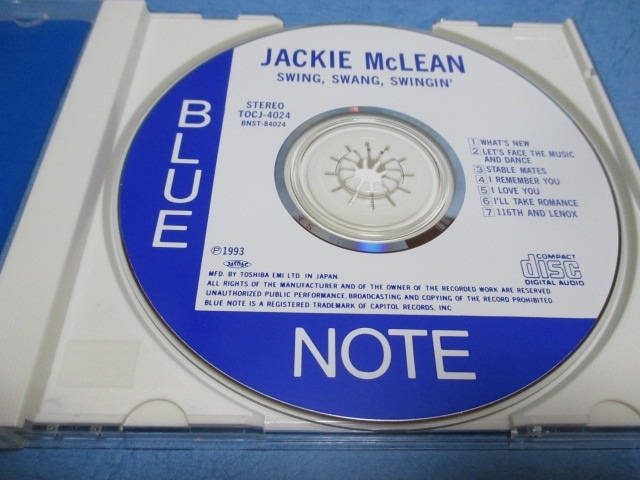 JACKIE McLEAN
SWING, SWANG, SWINGIN'
STEREO
TOCJ-4024
BNST-84024
BLUE
1 WHAT'S NEW
2 LET'S FACE THE MUSIC
AND DANCE
3 STABLE MATES
4 I REMEMBER YOU
5 I LOVE YOU
6 I'LL TAKE ROMANCE
7 116TH AND LENOX
℗1993
COMPACT
disc
DIGITAL AUDIO
MFD. BY TOSHIBA EMI LTD. IN JAPAN.
ALL RIGHTS OF THE MANUFACTURER AND OF THE OWNER OF THE RECORDED WORK ARE RESERVED.
UNAUTHORIZED PUBLIC PERFORMANCE, BROADCASTING AND COPYING OF THE RECORD PROHIBITED.
BLUE NOTE IS A REGISTERED TRADEMARK OF CAPITOL RECORDS, INC
NOTE